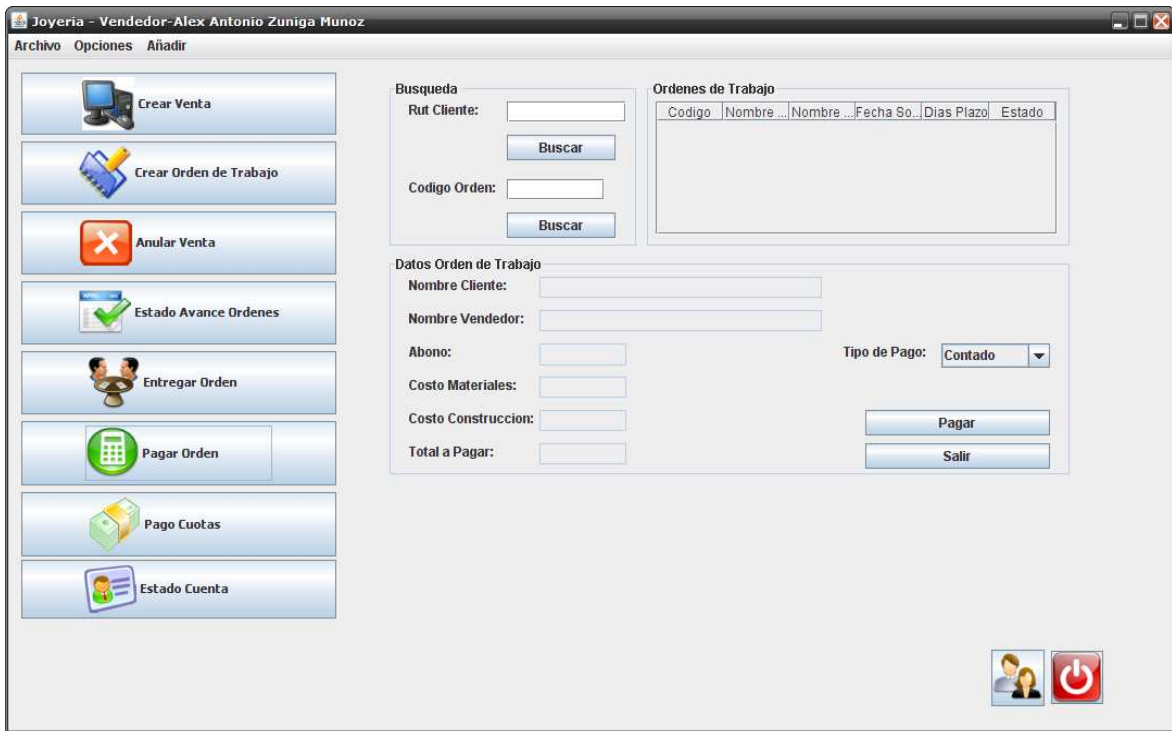 Joyeria - Vendedor-Alex Antonio Zuniga Munoz
Archivo Opciones Añadir
Crear Venta
Crear Orden de Trabajo
Anular Venta
Estado Avance Ordenes
Entregar Orden
Pagar Orden
Pago Cuotas
Estado Cuenta
Busqueda
Rut Cliente:
Buscar
Codigo Orden:
Buscar
Ordenes de Trabajo
Codigo Nombre ... Nombre ... Fecha So... Dias Plazo Estado
Datos Orden de Trabajo
Nombre Cliente:
Nombre Vendedor:
Abono:
Tipo de Pago: Contado
Costo Materiales:
Costo Construccion:
Pagar
Total a Pagar:
Salir